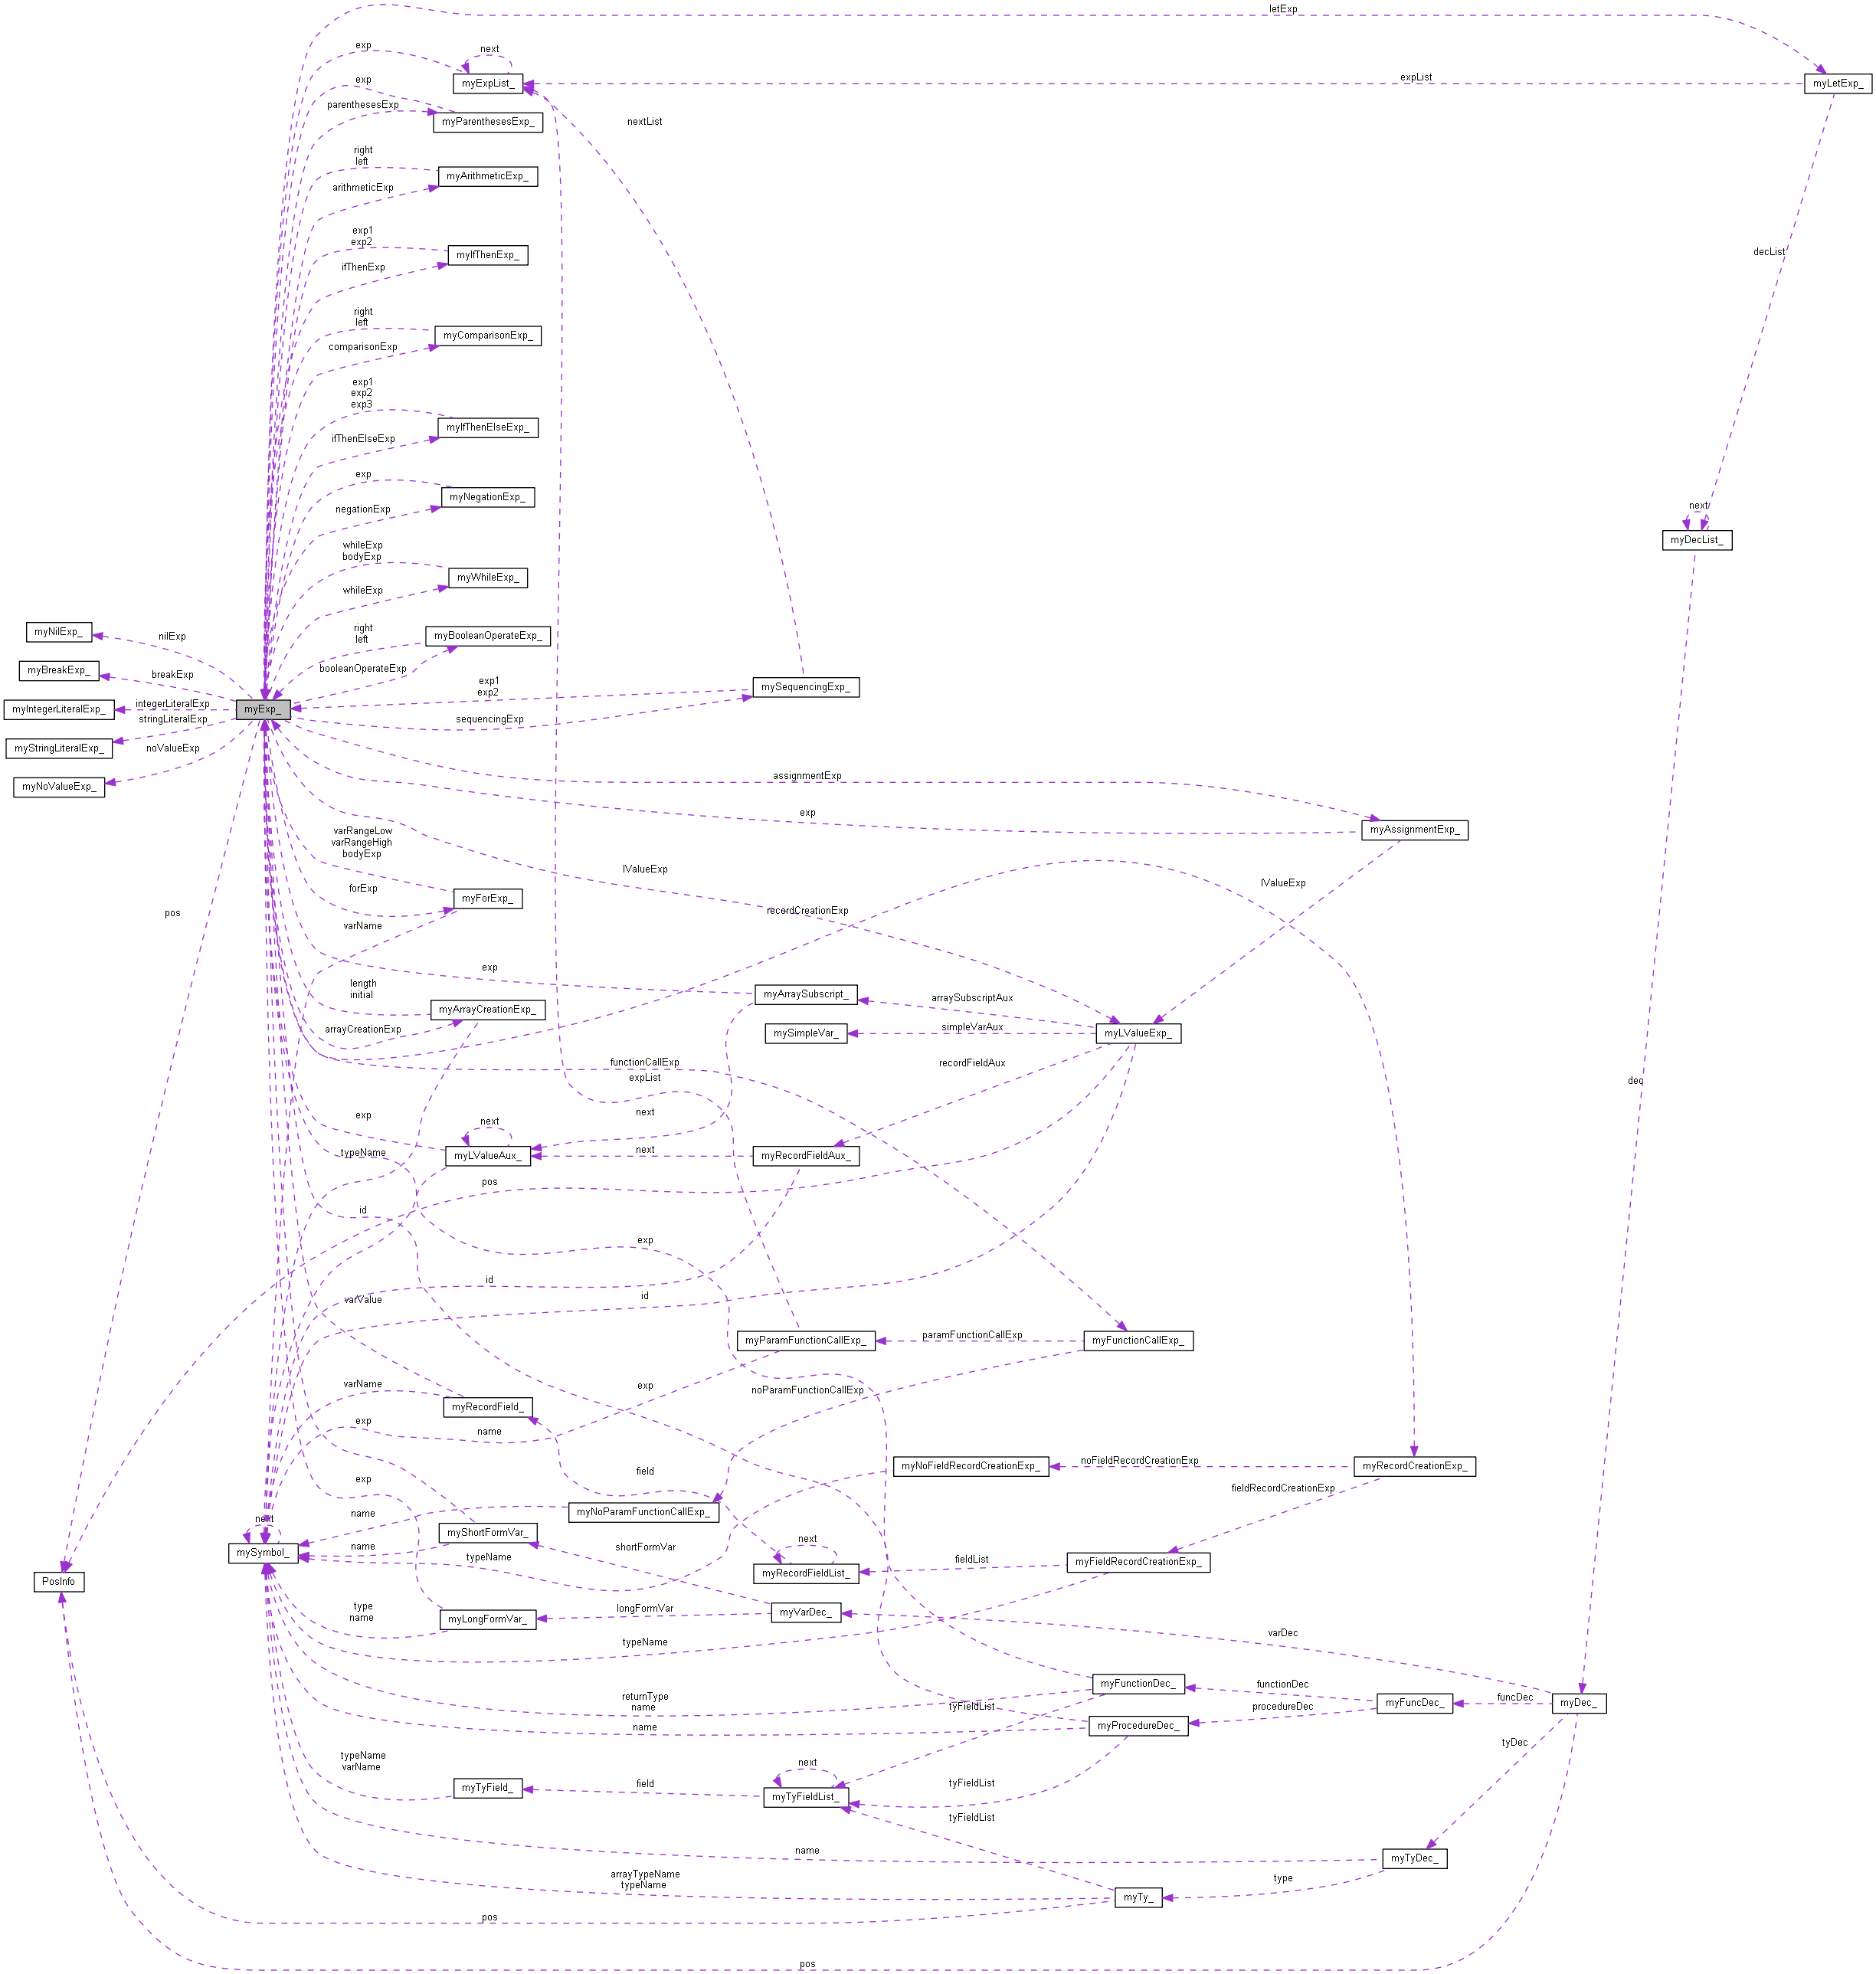 letExp
exp
next
myExpList_
expList
myLetExp_
exp
parenthesesExp
myParenthesesExp_
nextList
right
left
myArithmeticExp_
arithmeticExp
exp1
exp2
myIfThenExp_
decList
ifThenExp
right
left
myComparisonExp_
comparisonExp
exp1
exp2
exp3
myIfThenElseExp_
ifThenElseExp
exp
myNegationExp_
next
negationExp
myDecList_
whileExp
bodyExp
myWhileExp_
whileExp
myNilExp_
nilExp
right
left
myBooleanOperateExp_
myBreakExp_
breakExp
booleanOperateExp
exp1
exp2
mySequencingExp_
myIntegerLiteralExp_
integerLiteralExp
myExp_
stringLiteralExp
sequencingExp
myStringLiteralExp_
noValueExp
myNoValueExp_
assignmentExp
exp
myAssignmentExp_
varRangeLow
varRangeHigh
bodyExp
lValueExp
lValueExp
forExp
myForExp_
pos
varName
recordCreationExp
exp
length
initial
myArraySubscript_
arraySubscriptAux
myArrayCreationExp_
arrayCreationExp
mySimpleVar_
simpleVarAux
myLValueExp_
functionCallExp
expList
recordFieldAux
dec
exp
next
next
typeName
myLValueAux_
next
myRecordFieldAux_
pos
id
exp
id
id
varValue
myParamFunctionCallExp_
paramFunctionCallExp
myFunctionCallExp_
varName
exp
noParamFunctionCallExp
myRecordField_
exp
name
field
myNoFieldRecordCreationExp_
noFieldRecordCreationExp
myRecordCreationExp_
exp
fieldRecordCreationExp
name
myNoParamFunctionCallExp_
next
myShortFormVar_
mySymbol_
name
typeName
shortFormVar
next
fieldList
myFieldRecordCreationExp_
myRecordFieldList_
PosInfo
type
name
myLongFormVar_
longFormVar
myVarDec_
typeName
varDec
returnType
name
tyFieldList
myFunctionDec_
functionDec
myFuncDec_
funcDec
myDec_
name
myProcedureDec_
procedureDec
tyDec
typeName
varName
myTyField_
field
next
myTyFieldList_
tyFieldList
tyFieldList
name
myTyDec_
arrayTypeName
typeName
myTy_
type
pos
pos